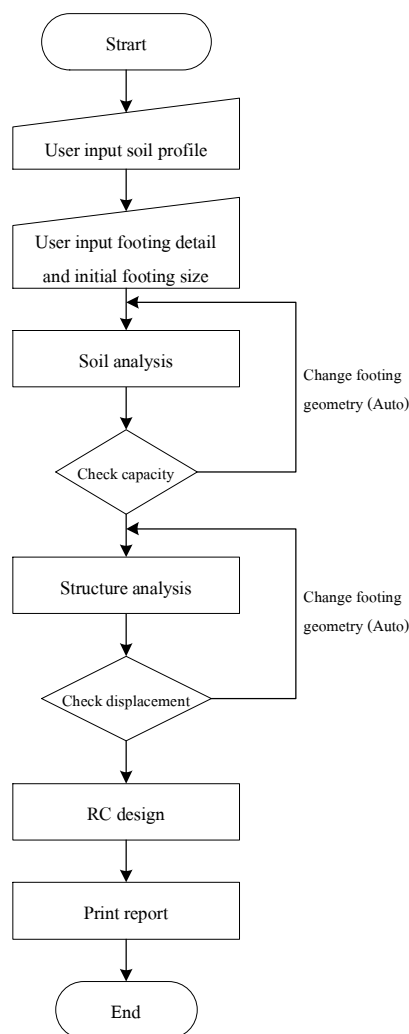 Strart
User input soil profile
User input footing detail
and initial footing size
Soil analysis
Change footing
geometry (Auto)
Check capacity
Structure analysis
Change footing
geometry (Auto)
Check displacement
RC design
Print report
End